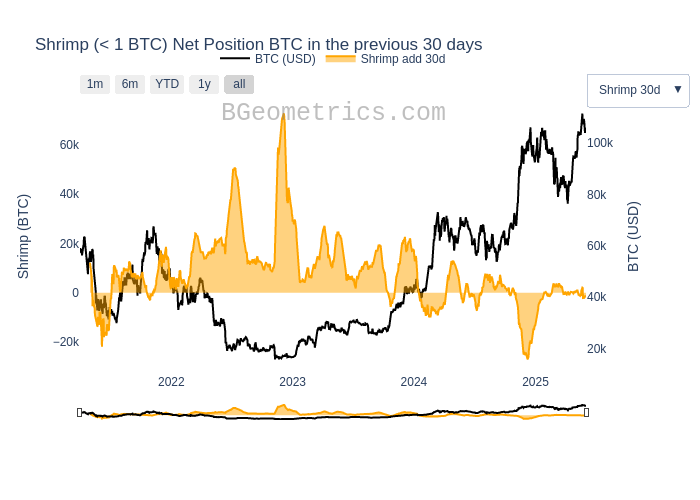 Shrimp (< 1 BTC) Net Position BTC in the previous 30 days
BTC (USD) Shrimp add 30d
1m 6m YTD 1y all
Shrimp 30d ▼
BGeometrics.com
60k
40k
20k
0
−20k
Shrimp (BTC)
100k
80k
60k
40k
20k
BTC (USD)
2022 2023 2024 2025